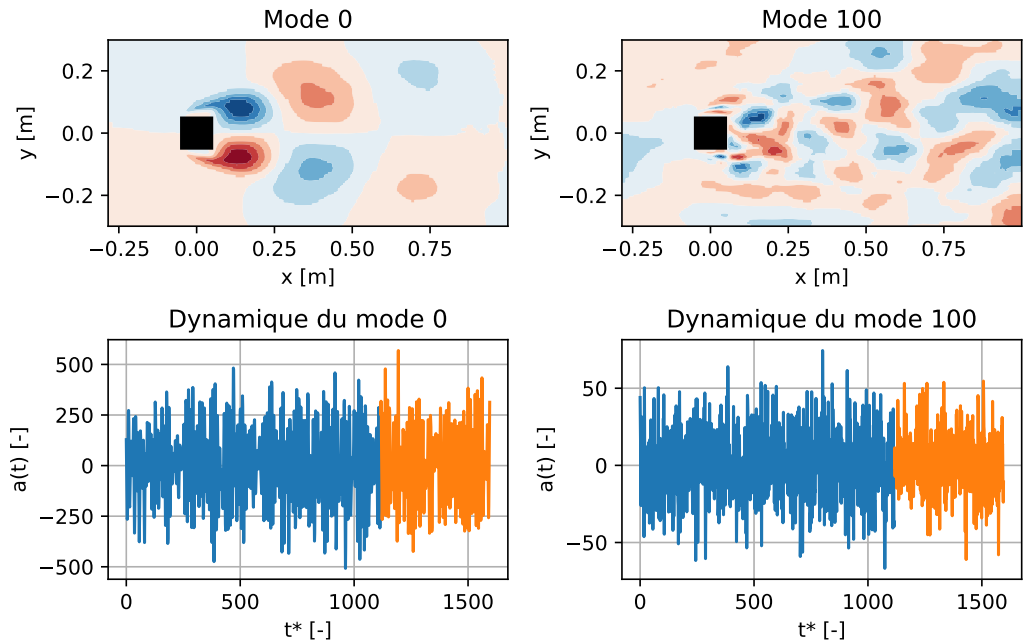 Mode 0
Mode 100
0.2
0.0
−0.2
y [m]
−0.25
0.00
0.25
0.50
0.75
x [m]
0.2
0.0
−0.2
y [m]
−0.25
0.00
0.25
0.50
0.75
x [m]
Dynamique du mode 0
Dynamique du mode 100
500
250
0
−250
−500
a(t) [-]
0
500
1000
1500
t* [-]
50
0
−50
a(t) [-]
0
500
1000
1500
t* [-]